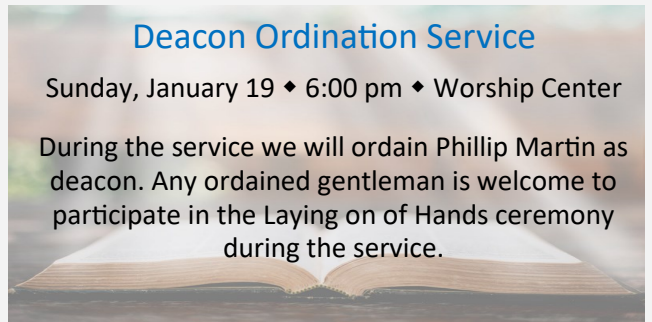 Deacon Ordination Service
Sunday, January 19 ◆ 6:00 pm ◆ Worship Center
During the service we will ordain Phillip Martin as
deacon. Any ordained gentleman is welcome to
participate in the Laying on of Hands ceremony
during the service.